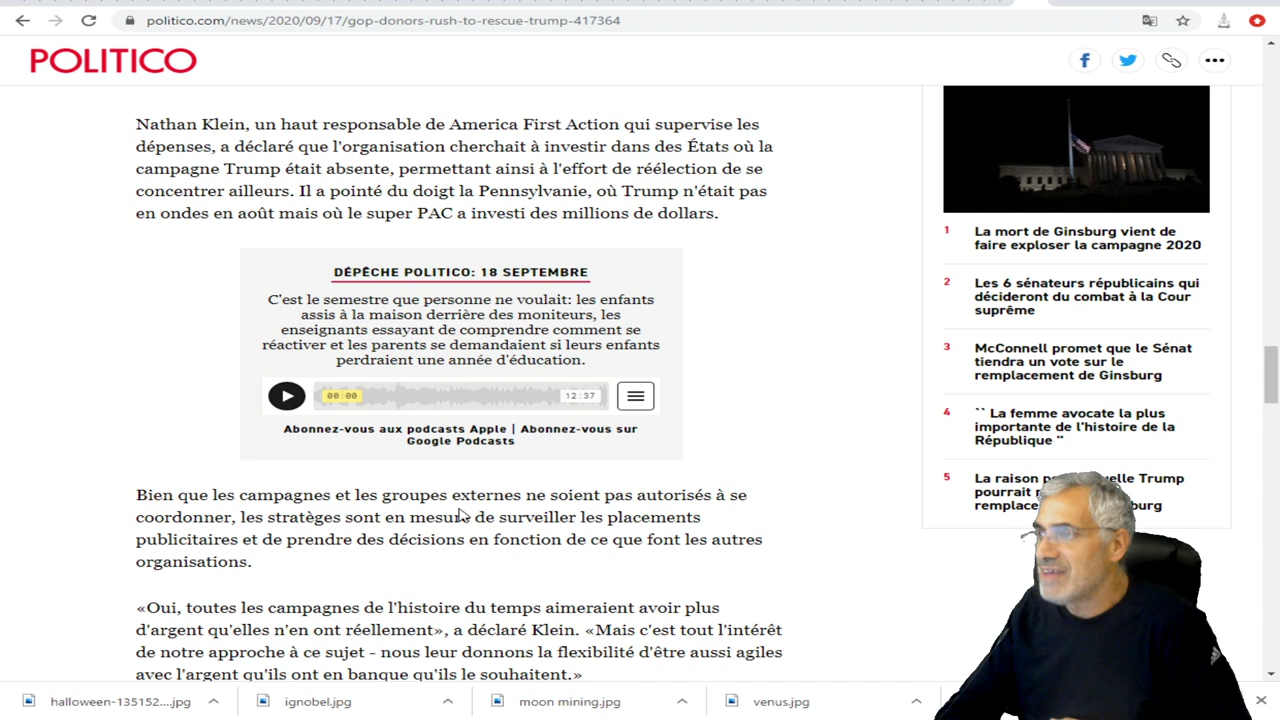 politico.com/news/2020/09/17/gop-donors-rush-to-rescue-trump-417364
POLITICO
Nathan Klein, un haut responsable de America First Action qui supervise les
dépenses, a déclaré que l'organisation cherchait à investir dans des États où la
campagne Trump était absente, permettant ainsi à l'effort de réélection de se
concentrer ailleurs. Il a pointé du doigt la Pennsylvanie, où Trump n'était pas
en ondes en août mais où le super PAC a investi des millions de dollars.
DÉPÊCHE POLITICO: 18 SEPTEMBRE
C'est le semestre que personne ne voulait: les enfants
assis à la maison derrière des moniteurs, les
enseignants essayant de comprendre comment se
réactiver et les parents se demandaient si leurs enfants
perdraient une année d'éducation.
00:00
12:37
Abonnez-vous aux podcasts Apple | Abonnez-vous sur
Google Podcasts
Bien que les campagnes et les groupes externes ne soient pas autorisés à se
coordonner, les stratèges sont en mesure de surveiller les placements
publicitaires et de prendre des décisions en fonction de ce que font les autres
organisations.
«Oui, toutes les campagnes de l'histoire du temps aimeraient avoir plus
d'argent qu'elles n'en ont réellement», a déclaré Klein. «Mais c'est tout l'intérêt
de notre approche à ce sujet - nous leur donnons la flexibilité d'être aussi agiles
avec l'argent qu'ils ont en banque qu'ils le souhaitent.»
1 La mort de Ginsburg vient de
faire exploser la campagne 2020
2 Les 6 sénateurs républicains qui
décideront du combat à la Cour
suprême
3 McConnell promet que le Sénat
tiendra un vote sur le
remplacement de Ginsburg
4 `` La femme avocate la plus
importante de l'histoire de la
République ''
5 La raison Trump
pourrait
halloween-135152....jpg
ignobel.jpg
moon mining.jpg
venus.jpg